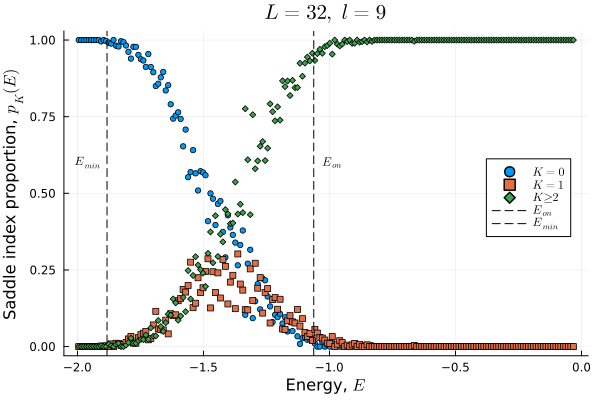 L = 32, l = 9
Saddle index proportion, p_K(E)
1.00
0.75
0.50
0.25
0.00
E_min
E_on
K = 0
K = 1
K≥2
E_on
E_min
−2.0 −1.5 −1.0 −0.5 0.0
Energy, E